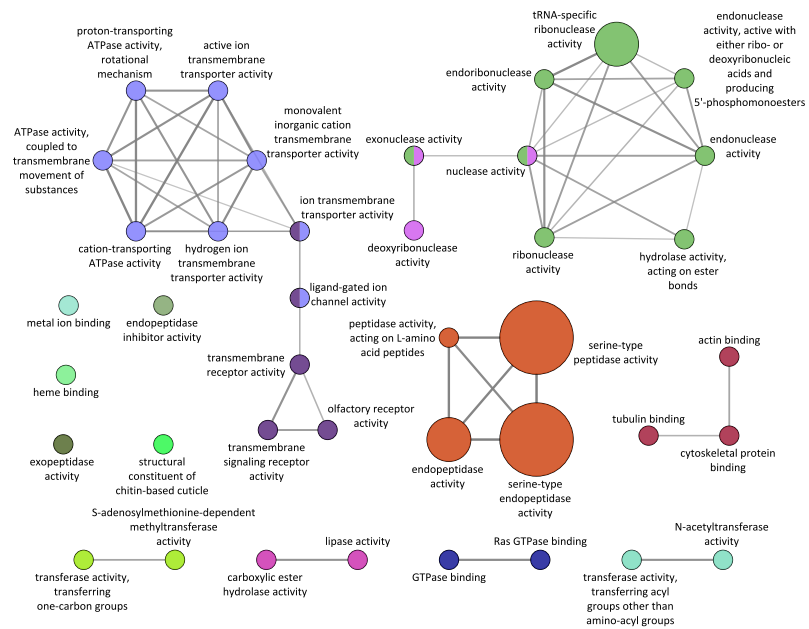 proton-transporting
ATPase activity,
rotational
mechanism
active ion
transmembrane
transporter activity
monovalent
inorganic cation
transmembrane
transporter activity
ATPase activity,
coupled to
transmembrane
movement of
substances
cation-transporting
ATPase activity
hydrogen ion
transmembrane
transporter activity
ion transmembrane
transporter activity
ligand-gated ion
channel activity
transmembrane
receptor activity
olfactory receptor
activity
transmembrane
signaling receptor
activity
tRNA-specific
ribonuclease
activity
endonuclease
activity, active with
either ribo- or
deoxyribonucleic
acids and
producing
5'-phosphomonoesters
endoribonuclease
activity
exonuclease activity
nuclease activity
endonuclease
activity
deoxyribonuclease
activity
ribonuclease
activity
hydrolase activity,
acting on ester
bonds
metal ion binding
endopeptidase
inhibitor activity
heme binding
exopeptidase
activity
structural
constituent of
chitin-based cuticle
peptidase activity,
acting on L-amino
acid peptides
serine-type
peptidase activity
endopeptidase
activity
serine-type
endopeptidase
activity
actin binding
tubulin binding
cytoskeletal protein
binding
S-adenosylmethionine-dependent
methyltransferase
activity
transferase activity,
transferring
one-carbon groups
lipase activity
carboxylic ester
hydrolase activity
Ras GTPase binding
GTPase binding
N-acetyltransferase
activity
transferase activity,
transferring acyl
groups other than
amino-acyl groups